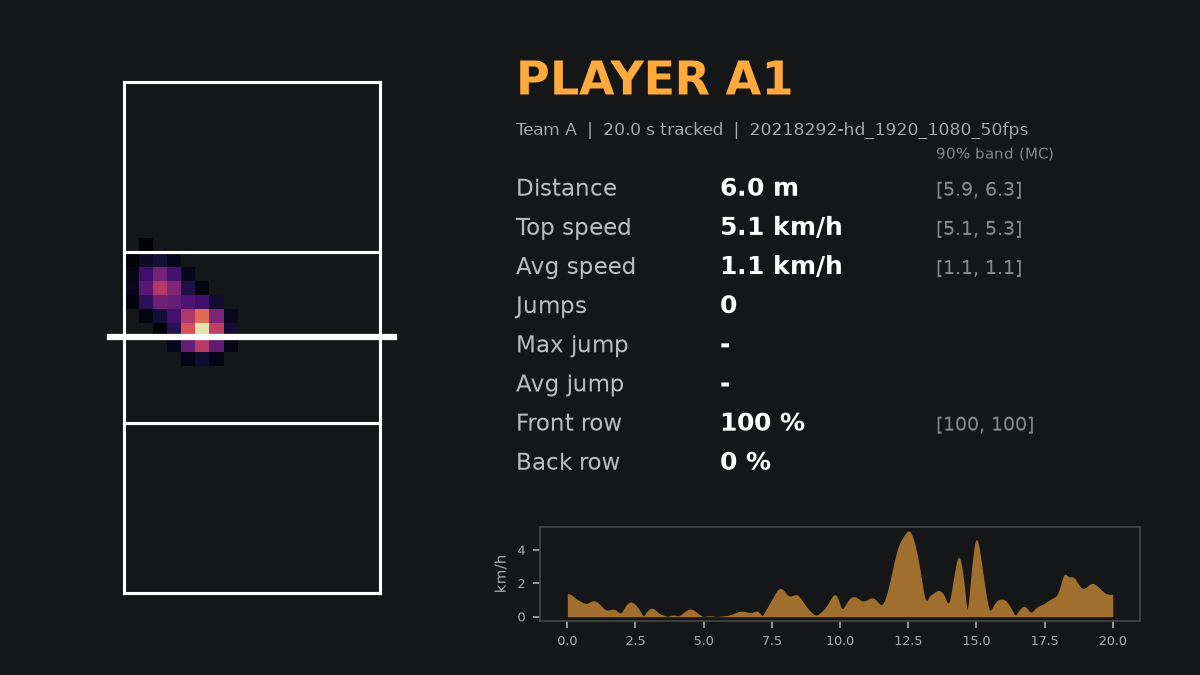 PLAYER A1
Team A | 20.0 s tracked | 20218292-hd_1920_1080_50fps
90% band (MC)
Distance 6.0 m [5.9, 6.3]
Top speed 5.1 km/h [5.1, 5.3]
Avg speed 1.1 km/h [1.1, 1.1]
Jumps 0
Max jump -
Avg jump -
Front row 100 % [100, 100]
Back row 0 %
km/h
4
2
0
0.0 2.5 5.0 7.5 10.0 12.5 15.0 17.5 20.0